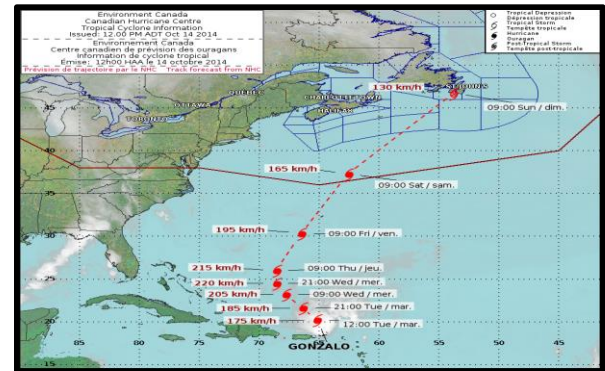 Environment Canada
Canadian Hurricane Centre
Tropical Cyclone Information
Issued: 12.00 PM ADT Oct 14 2014
Environnement Canada
Centre canadien de prévision des ouragans
Information de cyclone tropical
Émise: 12h00 HAA le 14 octobre 2014
Prévision de trajectoire par le NHC Track forecast from NHC
Tropical Depression
Dépression tropicale
Tropical Storm
Tempête tropicale
Hurricane
Ouragan
Post-Tropical Storm
Tempête post-tropicale
QUEBEC
OTTAWA
TORONTO
CHARLOTTETOWN
HALIFAX
ST JOHN'S
130 km/h
09:00 Sun / dim.
165 km/h
09:00 Sat / sam.
195 km/h
09:00 Fri / ven.
215 km/h
09:00 Thu / jeu.
220 km/h
21:00 Wed / mer.
205 km/h
09:00 Wed / mer.
185 km/h
21:00 Tue / mar.
175 km/h
12:00 Tue / mar.
GONZALO
45
40
35
30
25
20
15
80
75
70
65
60
55
50
45